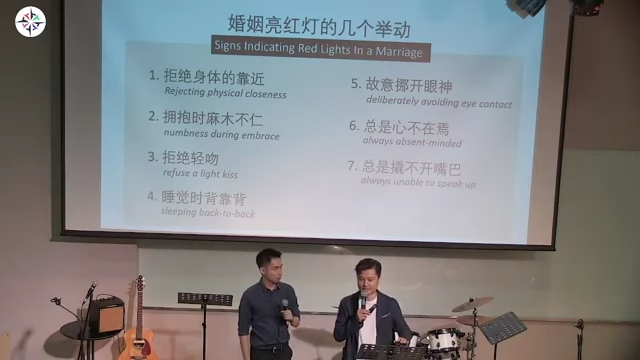 婚姻亮红灯的几个举动
Signs Indicating Red Lights In a Marriage
1. 拒绝身体的靠近
Rejecting physical closeness
2. 拥抱时麻木不仁
numbness during embrace
3. 拒绝轻吻
refuse a light kiss
4. 睡觉时背靠背
sleeping back-to-back
5. 故意挪开眼神
deliberately avoiding eye contact
6. 总是心不在焉
always absent-minded
7. 总是撬不开嘴巴
always unable to speak up